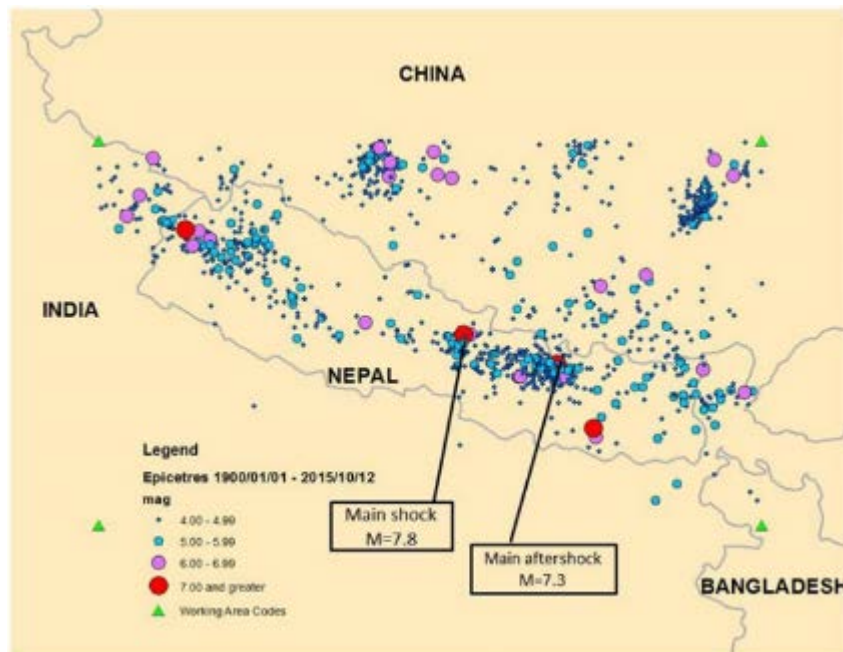 CHINA
INDIA
NEPAL
Legend
Epicetres 1900/01/01 - 2015/10/12
mag
4.00 - 4.99
5.00 - 5.99
6.00 - 6.99
7.00 and greater
Working Area Codes
Main shock
M=7.8
Main aftershock
M=7.3
BANGLADESH